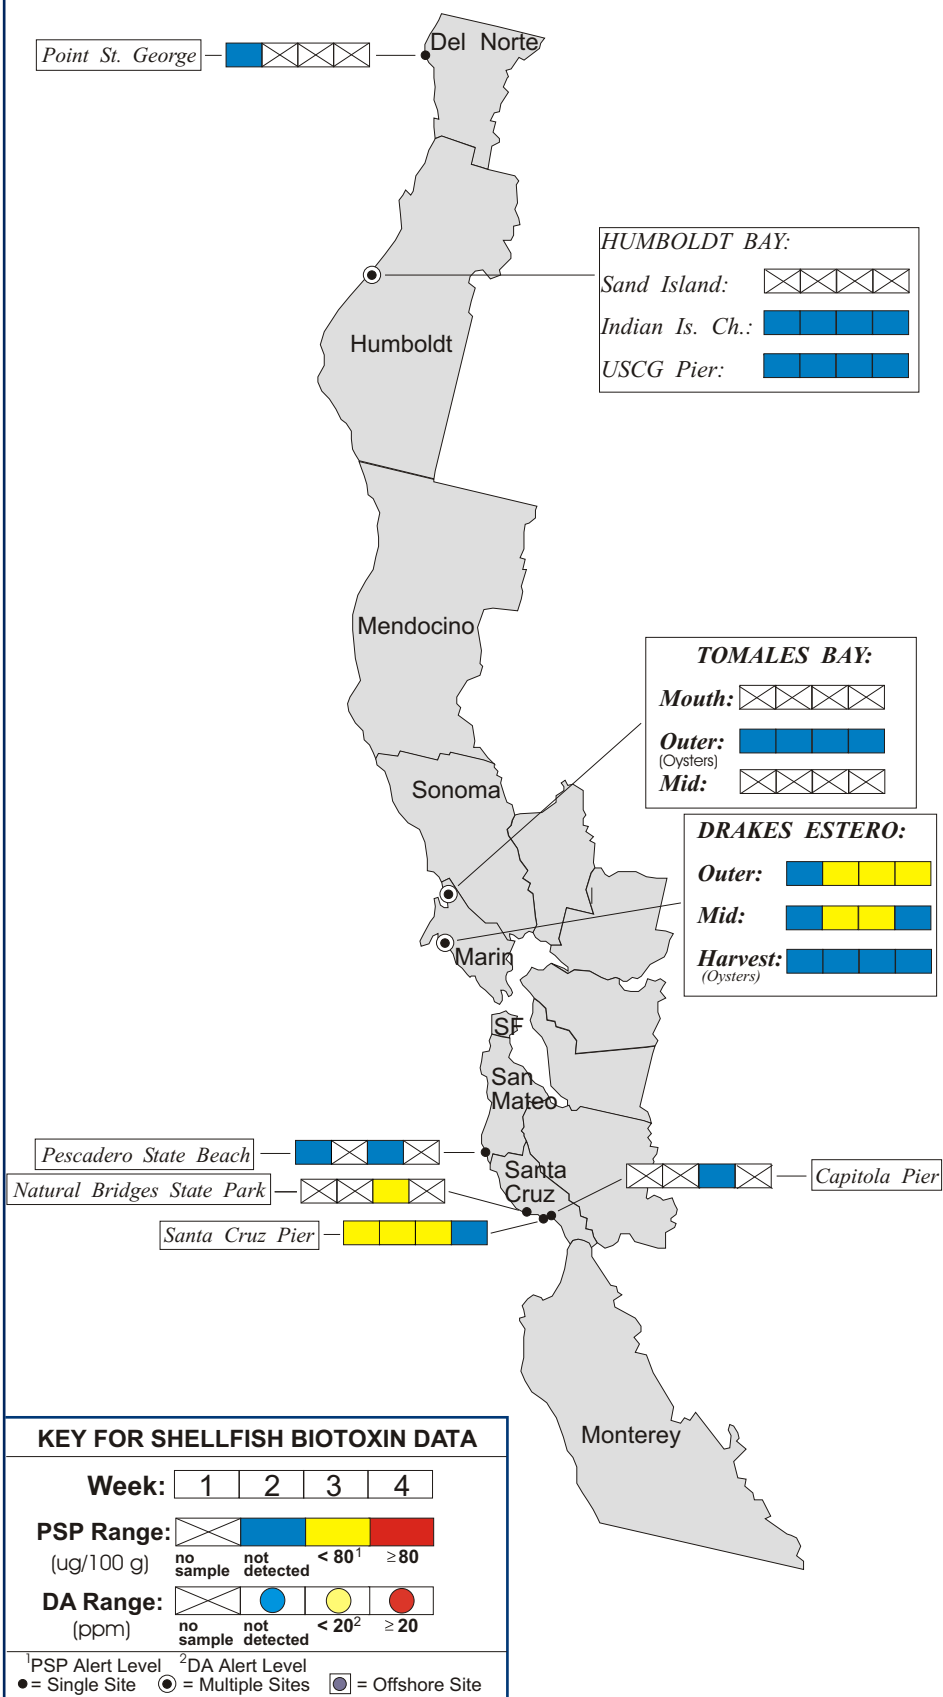 Del Norte
Point St. George
HUMBOLDT BAY:
Sand Island:
Indian Is. Ch.:
USCG Pier:
Humboldt
Mendocino
TOMALES BAY:
Mouth:
Outer:
(Oysters)
Mid:
Sonoma
DRAKES ESTERO:
Outer:
Mid:
Harvest:
(Oysters)
Marin
SF
San
Mateo
Pescadero State Beach
Santa
Cruz
Capitola Pier
Natural Bridges State Park
Santa Cruz Pier
Monterey
KEY FOR SHELLFISH BIOTOXIN DATA
Week: 1 2 3 4
PSP Range:
(ug/100 g) no sample not detected < 80¹ ≥80
DA Range:
(ppm) no sample not detected < 20² ≥ 20
¹PSP Alert Level ²DA Alert Level
= Single Site = Multiple Sites = Offshore Site